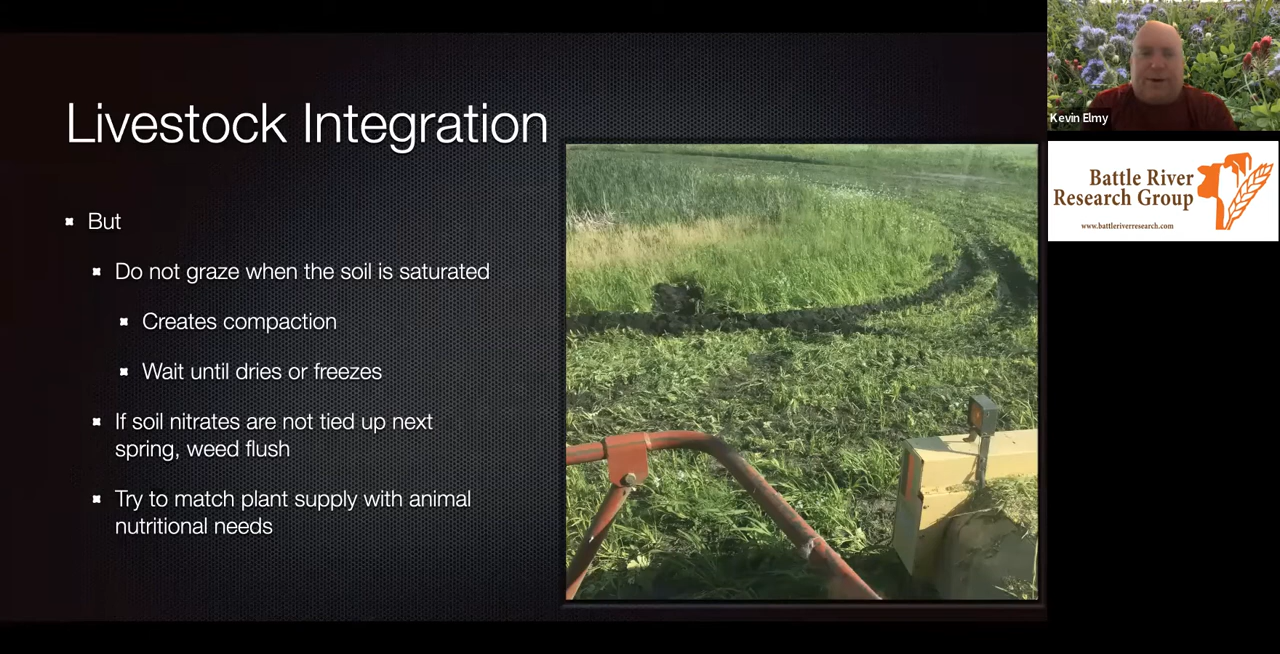 Livestock Integration
But
Do not graze when the soil is saturated
Creates compaction
Wait until dries or freezes
If soil nitrates are not tied up next
spring, weed flush
Try to match plant supply with animal
nutritional needs
Kevin Elmy
Battle River
Research Group
www.battleriverresearch.com